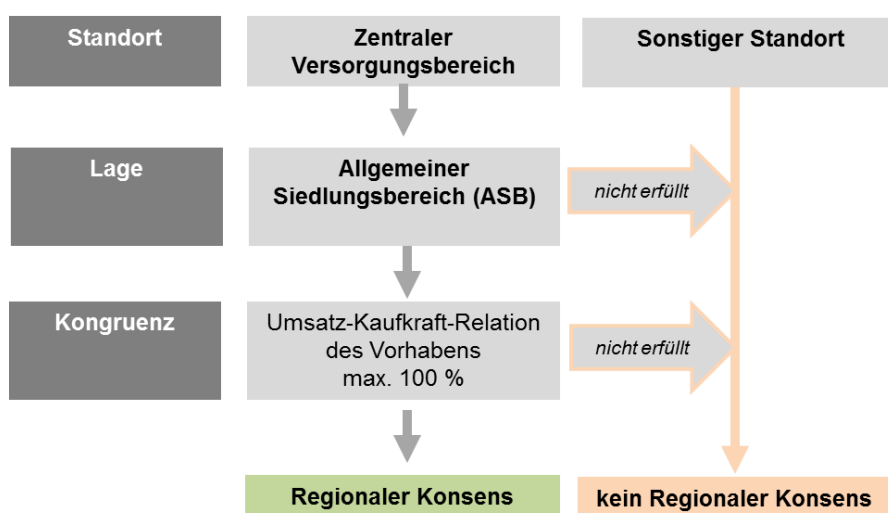 Standort
Zentraler
Versorgungsbereich
Sonstiger Standort
Lage
Allgemeiner
Siedlungsbereich (ASB)
nicht erfüllt
Kongruenz
Umsatz-Kaufkraft-Relation
des Vorhabens
max. 100 %
nicht erfüllt
Regionaler Konsens
kein Regionaler Konsens